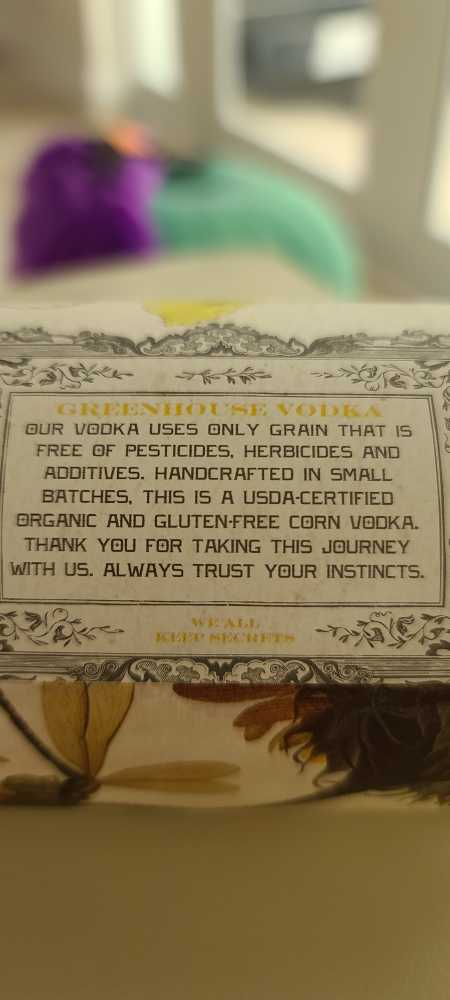 GREENHOUSE VODKA
OUR VODKA USES ONLY GRAIN THAT IS
FREE OF PESTICIDES, HERBICIDES AND
ADDITIVES. HANDCRAFTED IN SMALL
BATCHES, THIS IS A USDA-CERTIFIED
ORGANIC AND GLUTEN-FREE CORN VODKA.
THANK YOU FOR TAKING THIS JOURNEY
WITH US. ALWAYS TRUST YOUR INSTINCTS.
WE ALL
KEEP SECRETS